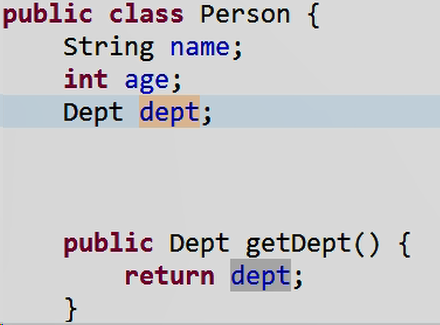 public class Person {
String name;
int age;
Dept dept;
public Dept getDept() {
return dept;
}